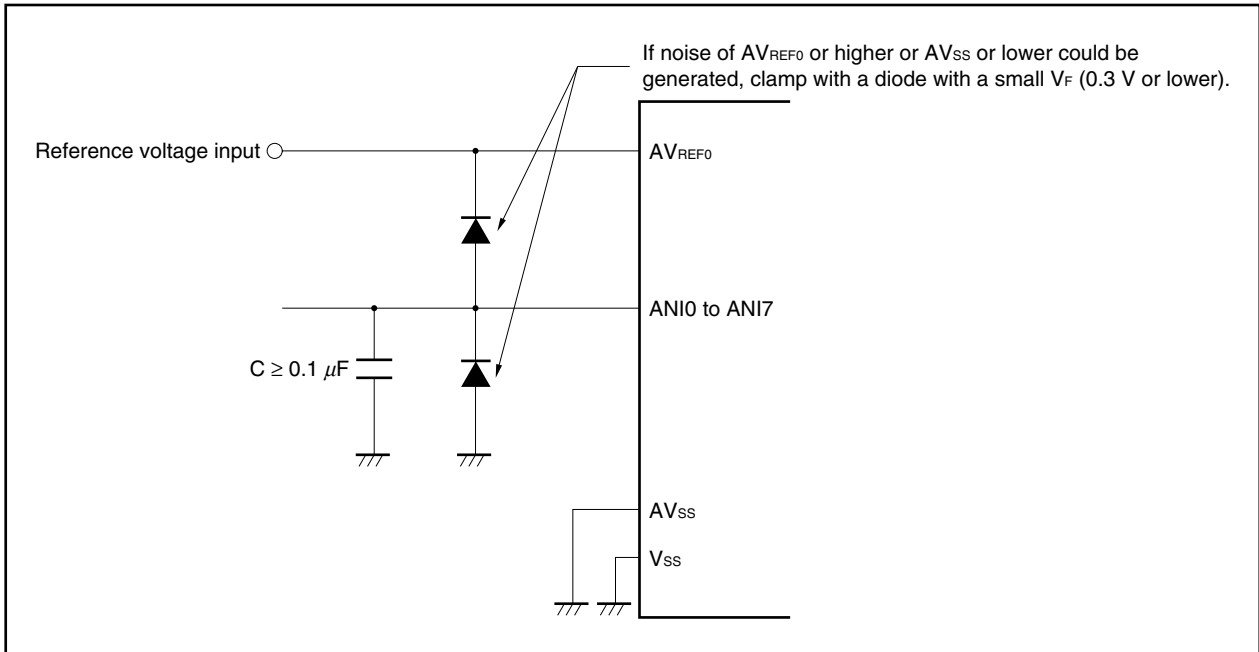 If noise of AVREF0 or higher or AVSS or lower could be
generated, clamp with a diode with a small VF (0.3 V or lower).
Reference voltage input
AVREF0
ANI0 to ANI7
C ≥ 0.1 μF
AVSS
VSS